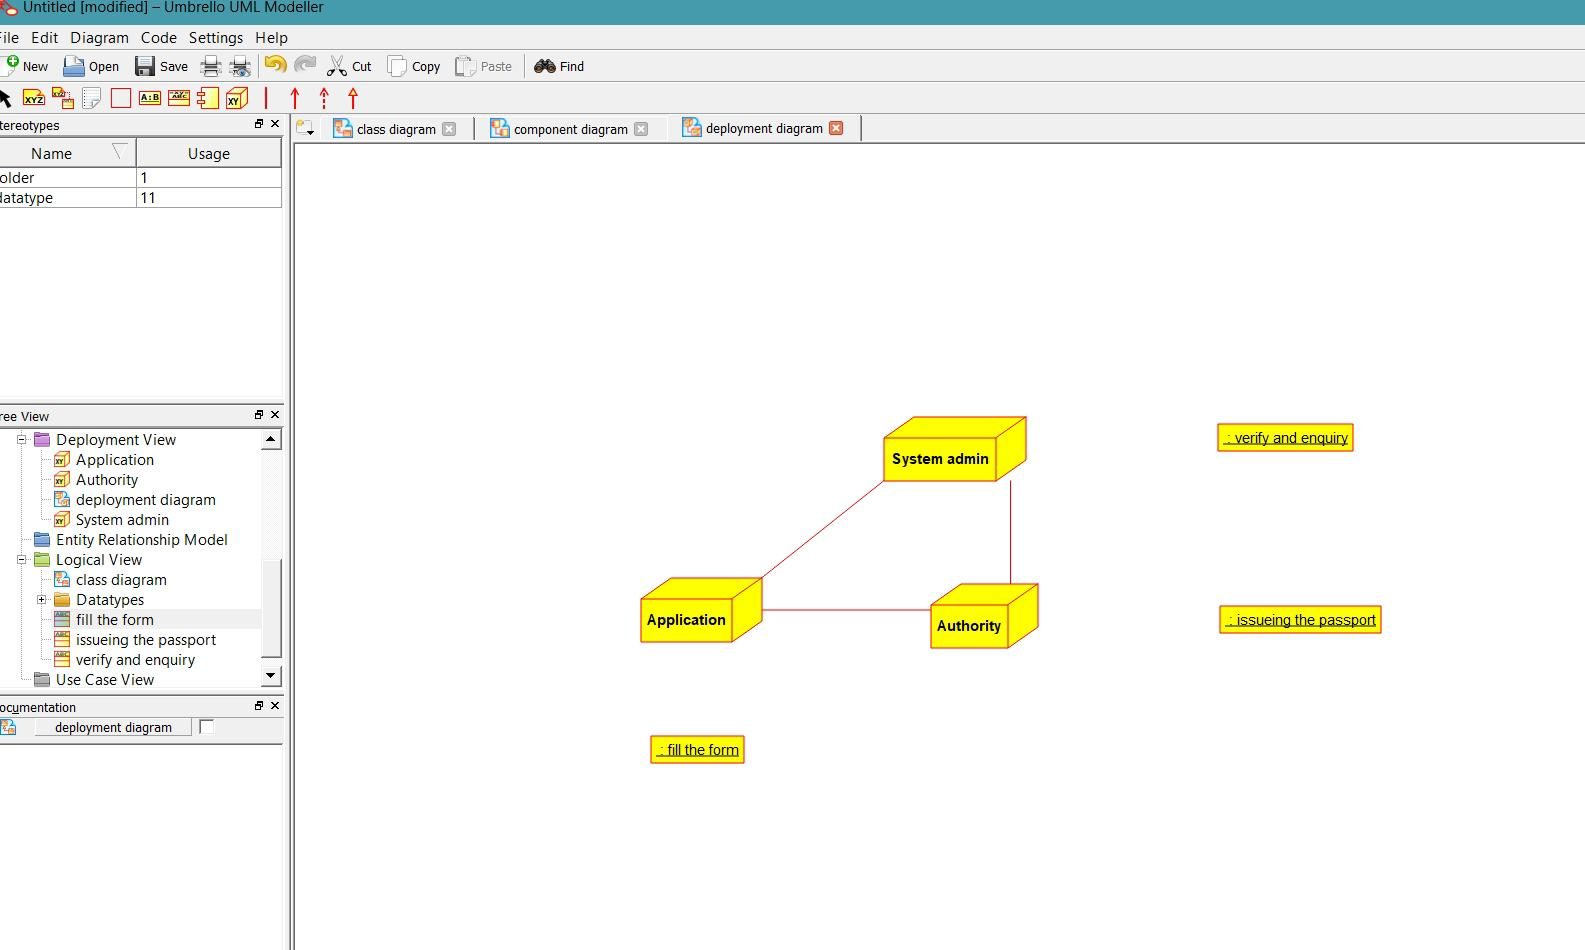 Untitled [modified] – Umbrello UML Modeller
File Edit Diagram Code Settings Help
New Open Save Cut Copy Paste Find
XYZ XYZ A:B ABC XY
tereotypes
Name Usage
older 1
datatype 11
class diagram component diagram deployment diagram
ree View
Deployment View
Application
Authority
deployment diagram
System admin
Entity Relationship Model
Logical View
class diagram
Datatypes
fill the form
issueing the passport
verify and enquiry
Use Case View
ocumentation
deployment diagram
System admin
: verify and enquiry
Application
Authority
: issueing the passport
: fill the form